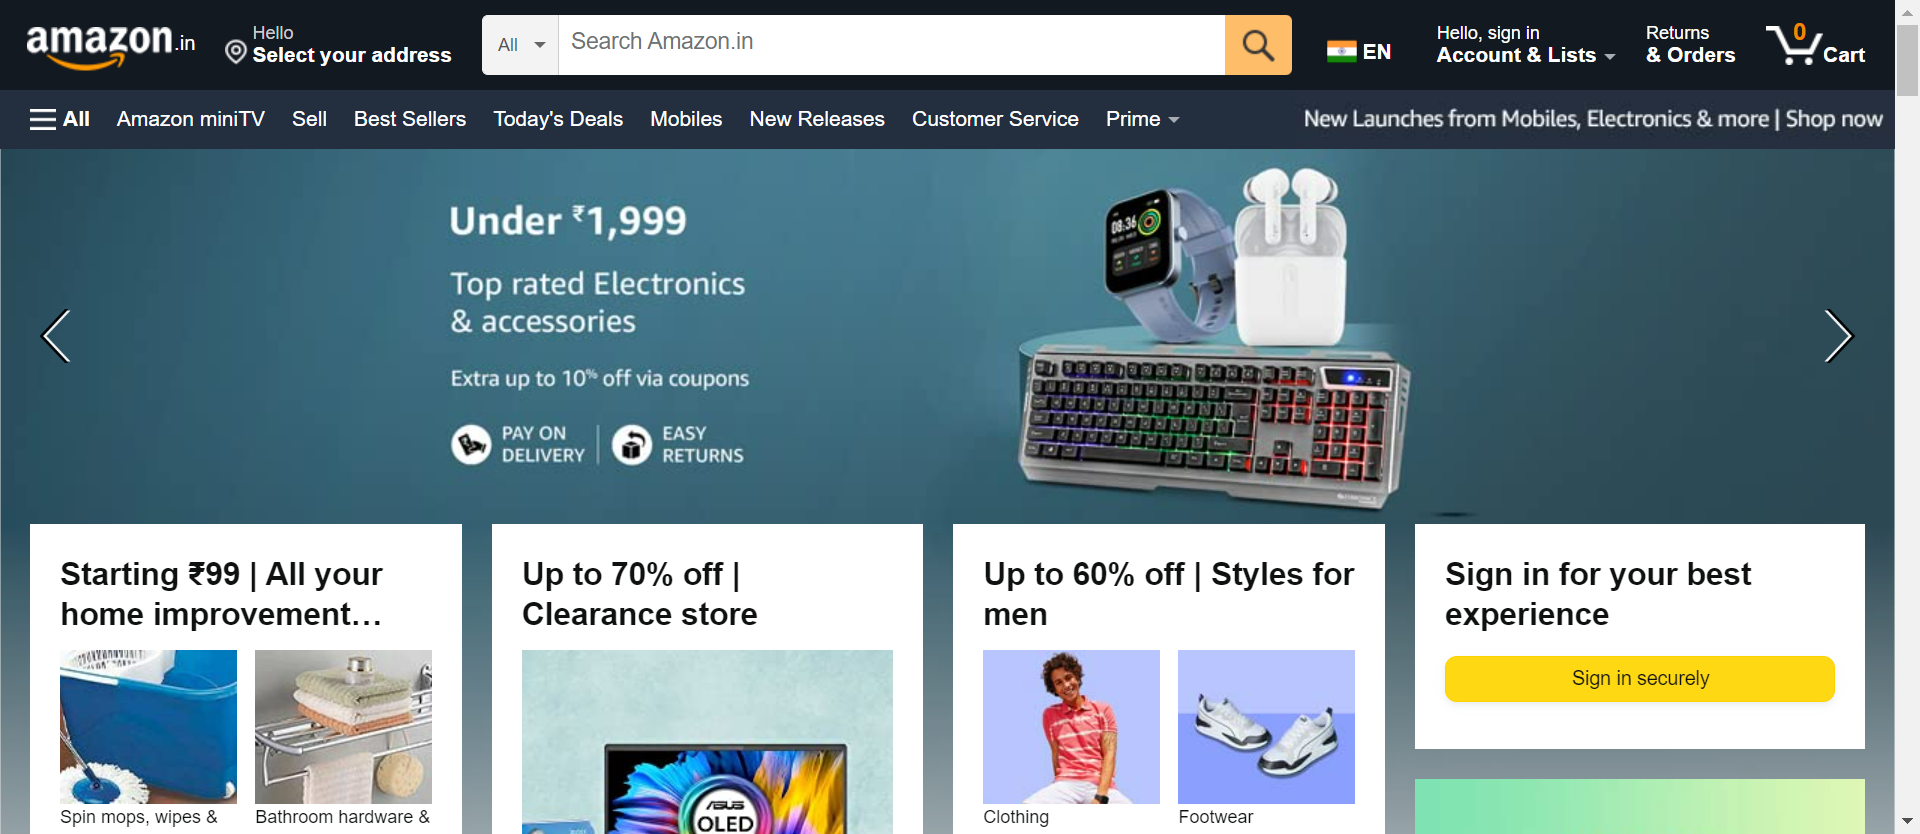 amazon.in
Hello
Select your address
All
Search Amazon.in
EN
Hello, sign in
Account & Lists
Returns
& Orders
0
Cart
All
Amazon miniTV
Sell
Best Sellers
Today's Deals
Mobiles
New Releases
Customer Service
Prime
New Launches from Mobiles, Electronics & more | Shop now
Under ₹1,999
Top rated Electronics
& accessories
Extra up to 10% off via coupons
PAY ON
DELIVERY
EASY
RETURNS
08:36
Starting ₹99 | All your
home improvement…
Spin mops, wipes &
Bathroom hardware &
Up to 70% off |
Clearance store
ASUS
OLED
Up to 60% off | Styles for
men
Clothing
Footwear
Sign in for your best
experience
Sign in securely